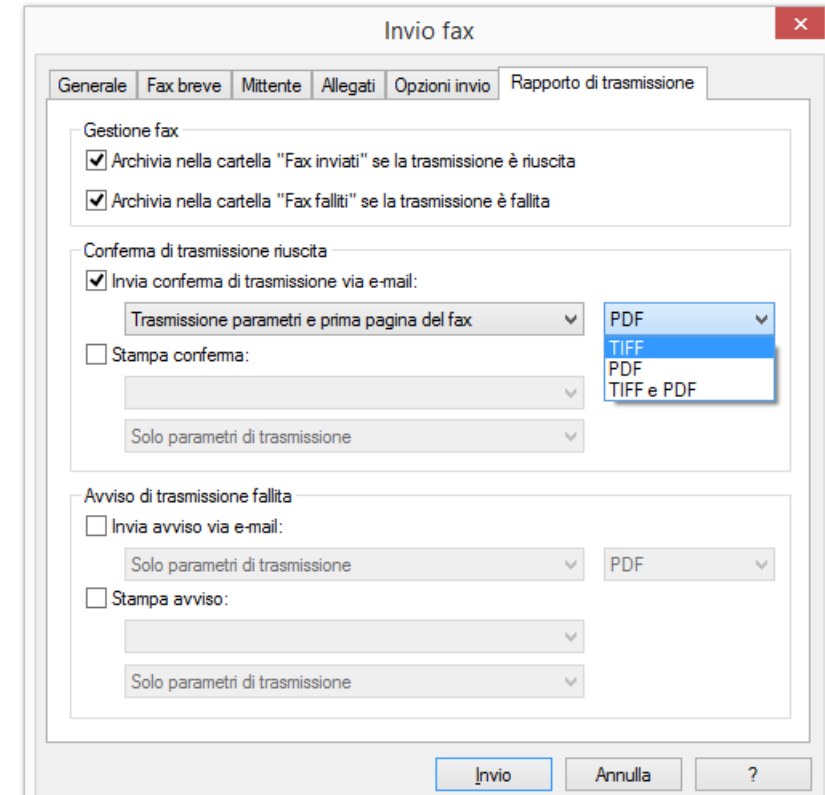 Invio fax
Generale Fax breve Mittente Allegati Opzioni invio Rapporto di trasmissione
Gestione fax
Archivia nella cartella "Fax inviati" se la trasmissione è riuscita
Archivia nella cartella "Fax falliti" se la trasmissione è fallita
Conferma di trasmissione riuscita
Invia conferma di trasmissione via e-mail:
Trasmissione parametri e prima pagina del fax PDF
TIFF
Stampa conferma:
PDF
TIFF e PDF
Solo parametri di trasmissione
Avviso di trasmissione fallita
Invia avviso via e-mail:
Solo parametri di trasmissione PDF
Stampa avviso:
Solo parametri di trasmissione
Invio Annulla ?